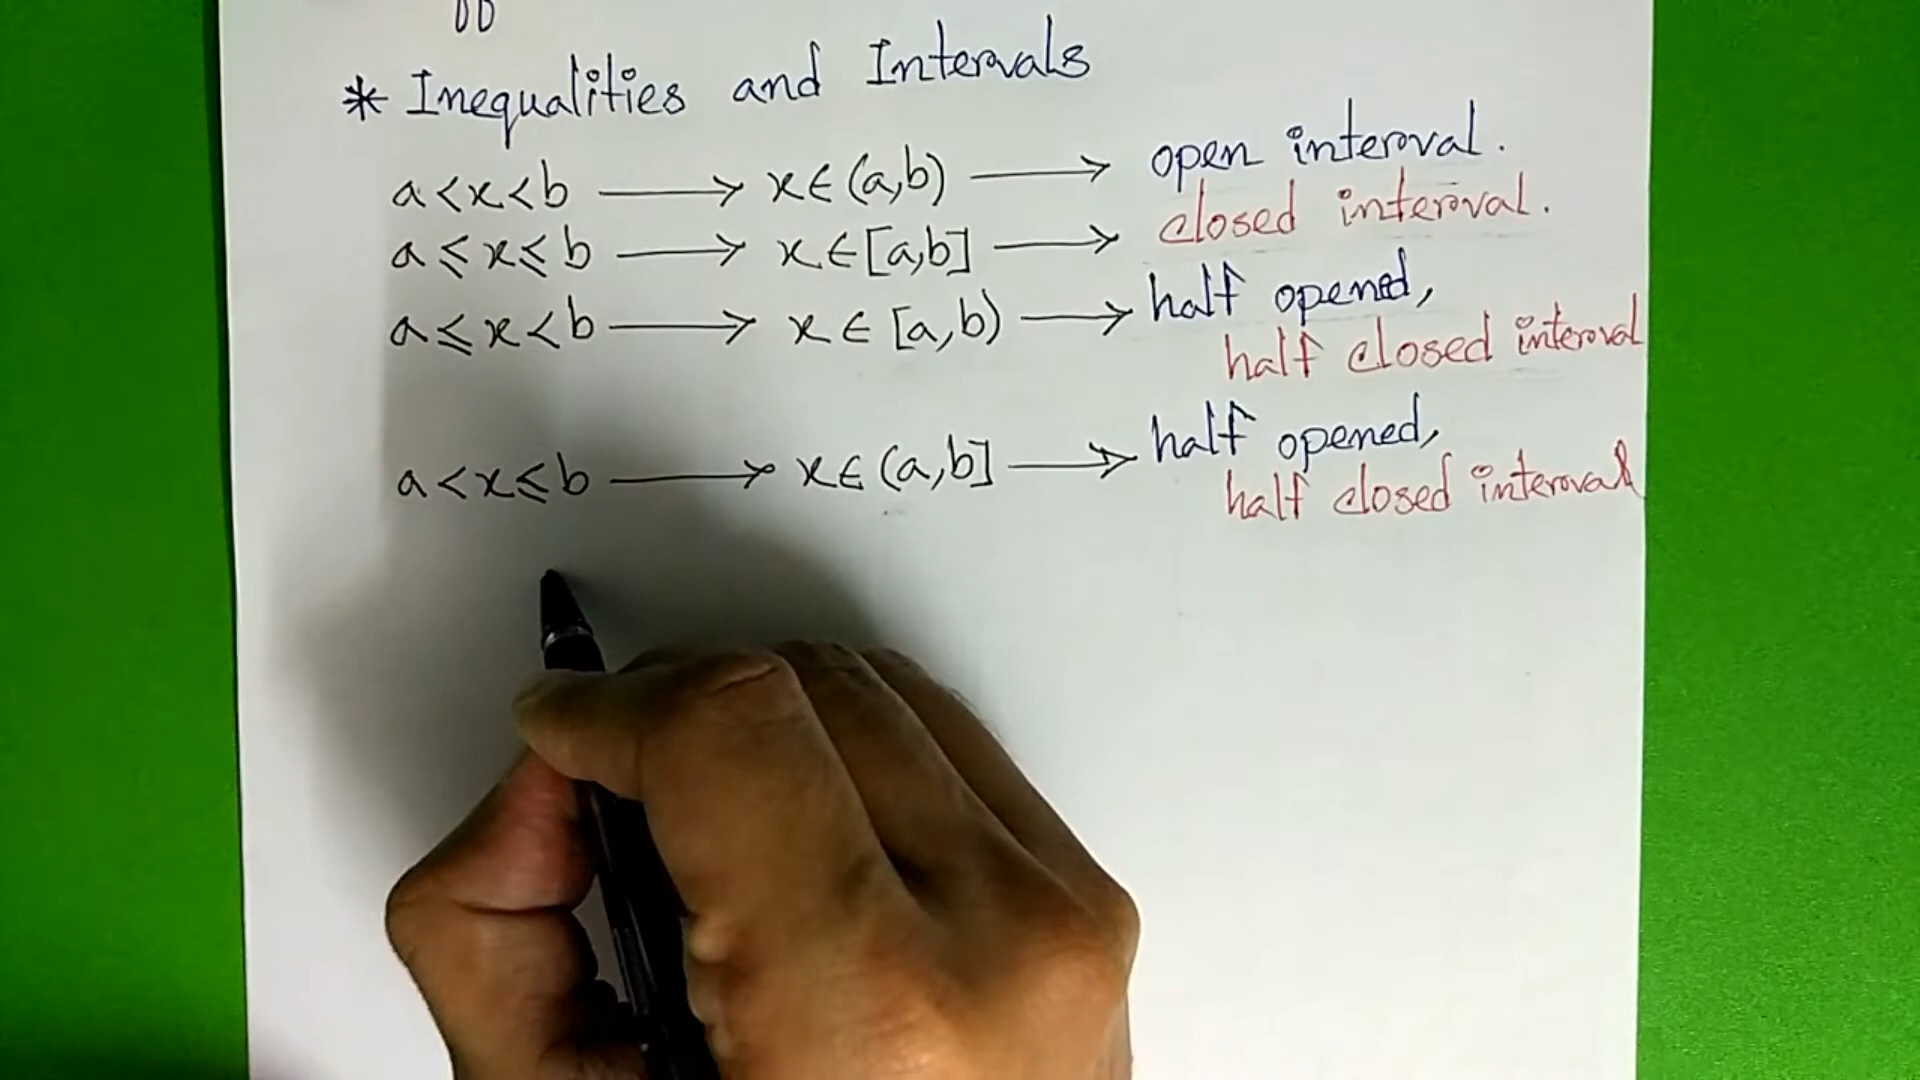 * Inequalities and Intervals
a<x<b ⟶ x∈(a,b) ⟶ open interval.
a⩽x⩽b ⟶ x∈[a,b] ⟶ closed interval.
a⩽x<b ⟶ x∈[a,b) ⟶ half opened,
half closed interval
a<x⩽b ⟶ x∈(a,b] ⟶ half opened,
half closed interval